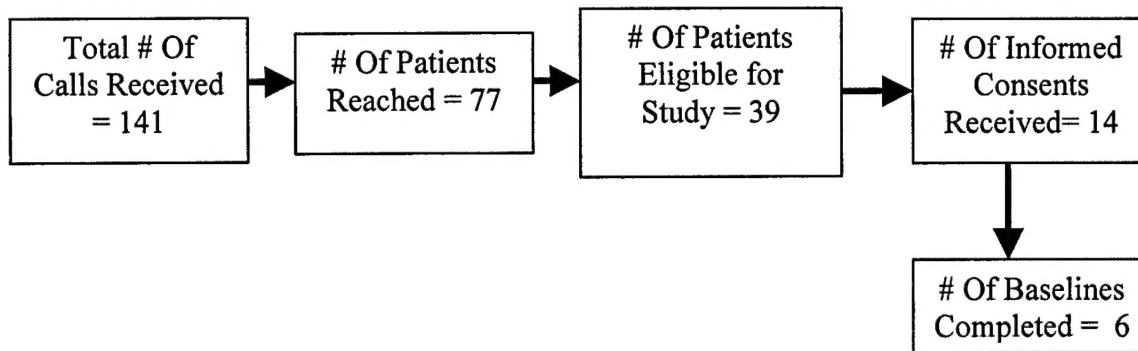 Total # Of
Calls Received
= 141
# Of Patients
Reached = 77
# Of Patients
Eligible for
Study = 39
# Of Informed
Consents
Received= 14
# Of Baselines
Completed = 6